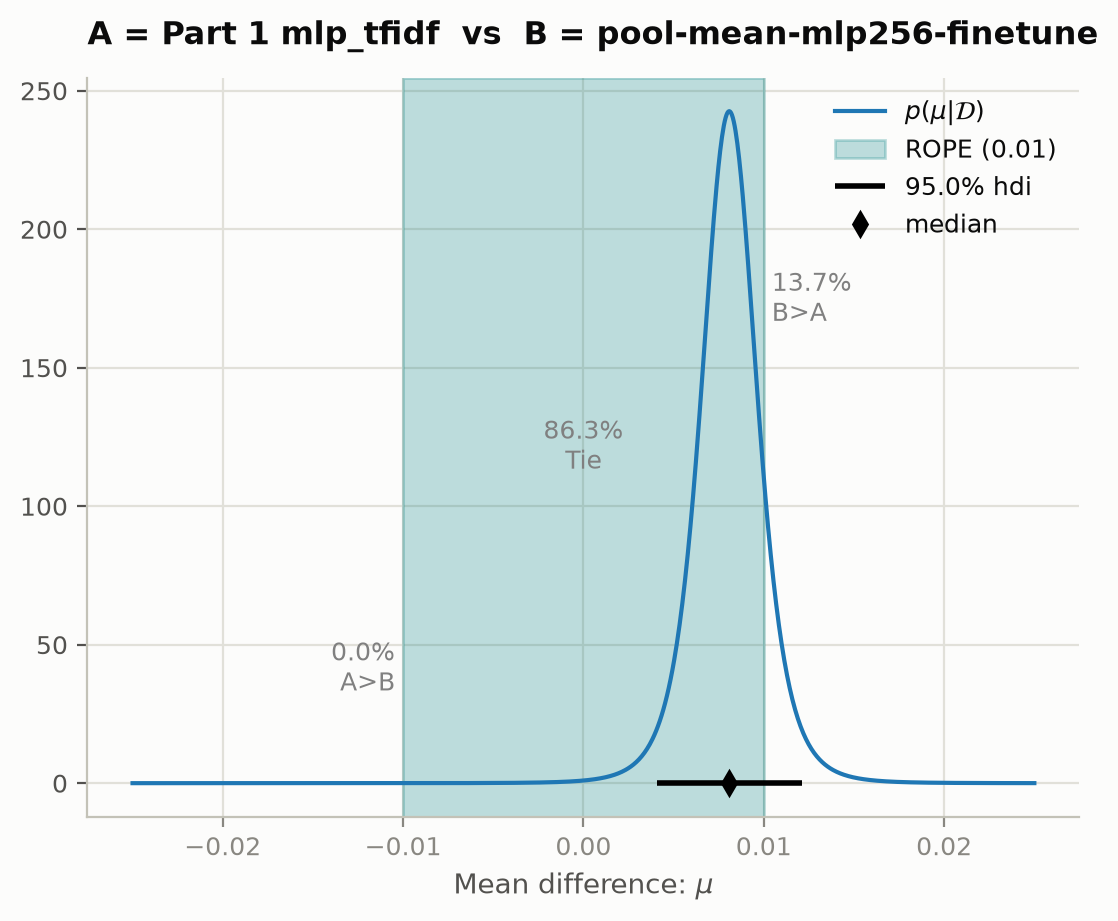 A = Part 1 mlp_tfidf vs B = pool-mean-mlp256-finetune
250
200
150
100
50
0
p(μ|𝒟)
ROPE (0.01)
95.0% hdi
median
13.7%
B>A
86.3%
Tie
0.0%
A>B
−0.02
−0.01
0.00
0.01
0.02
Mean difference: μ